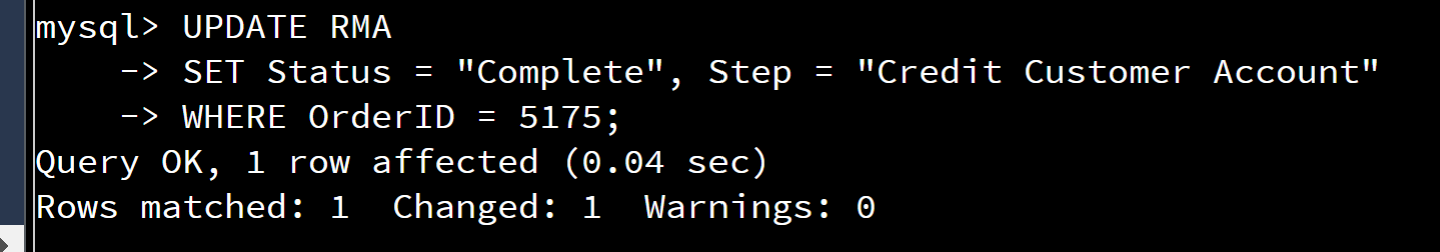 mysql> UPDATE RMA
    -> SET Status = "Complete", Step = "Credit Customer Account"
    -> WHERE OrderID = 5175;
Query OK, 1 row affected (0.04 sec)
Rows matched: 1  Changed: 1  Warnings: 0